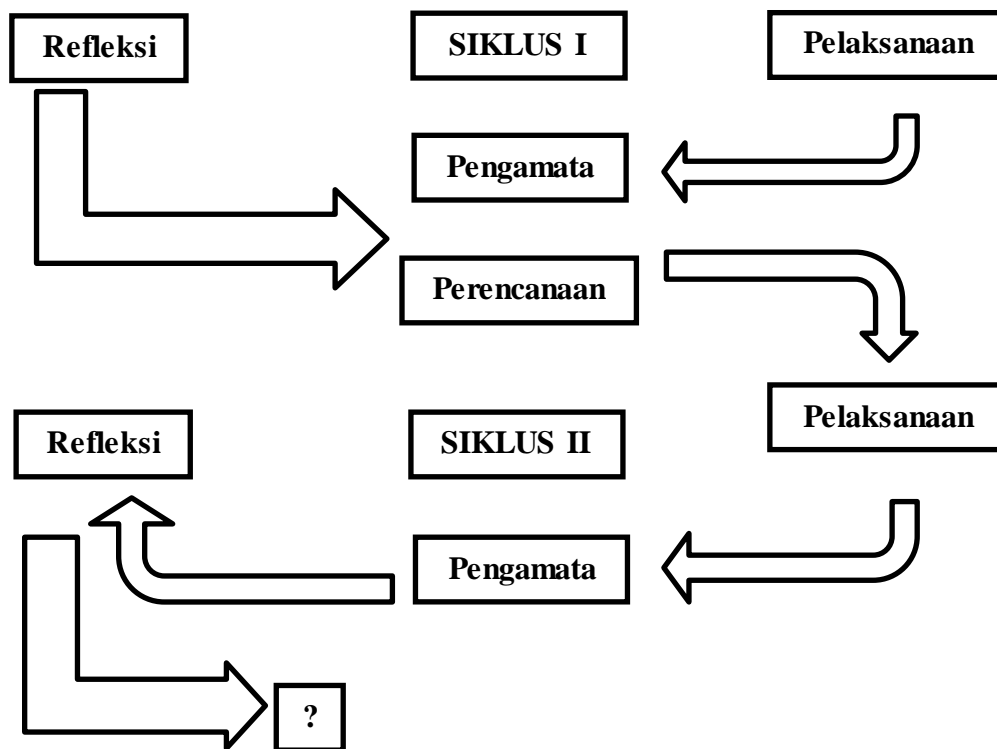 Refleksi
SIKLUS I
Pelaksanaan
Pengamata
Perencanaan
Pelaksanaan
Refleksi
SIKLUS II
Pengamata
?